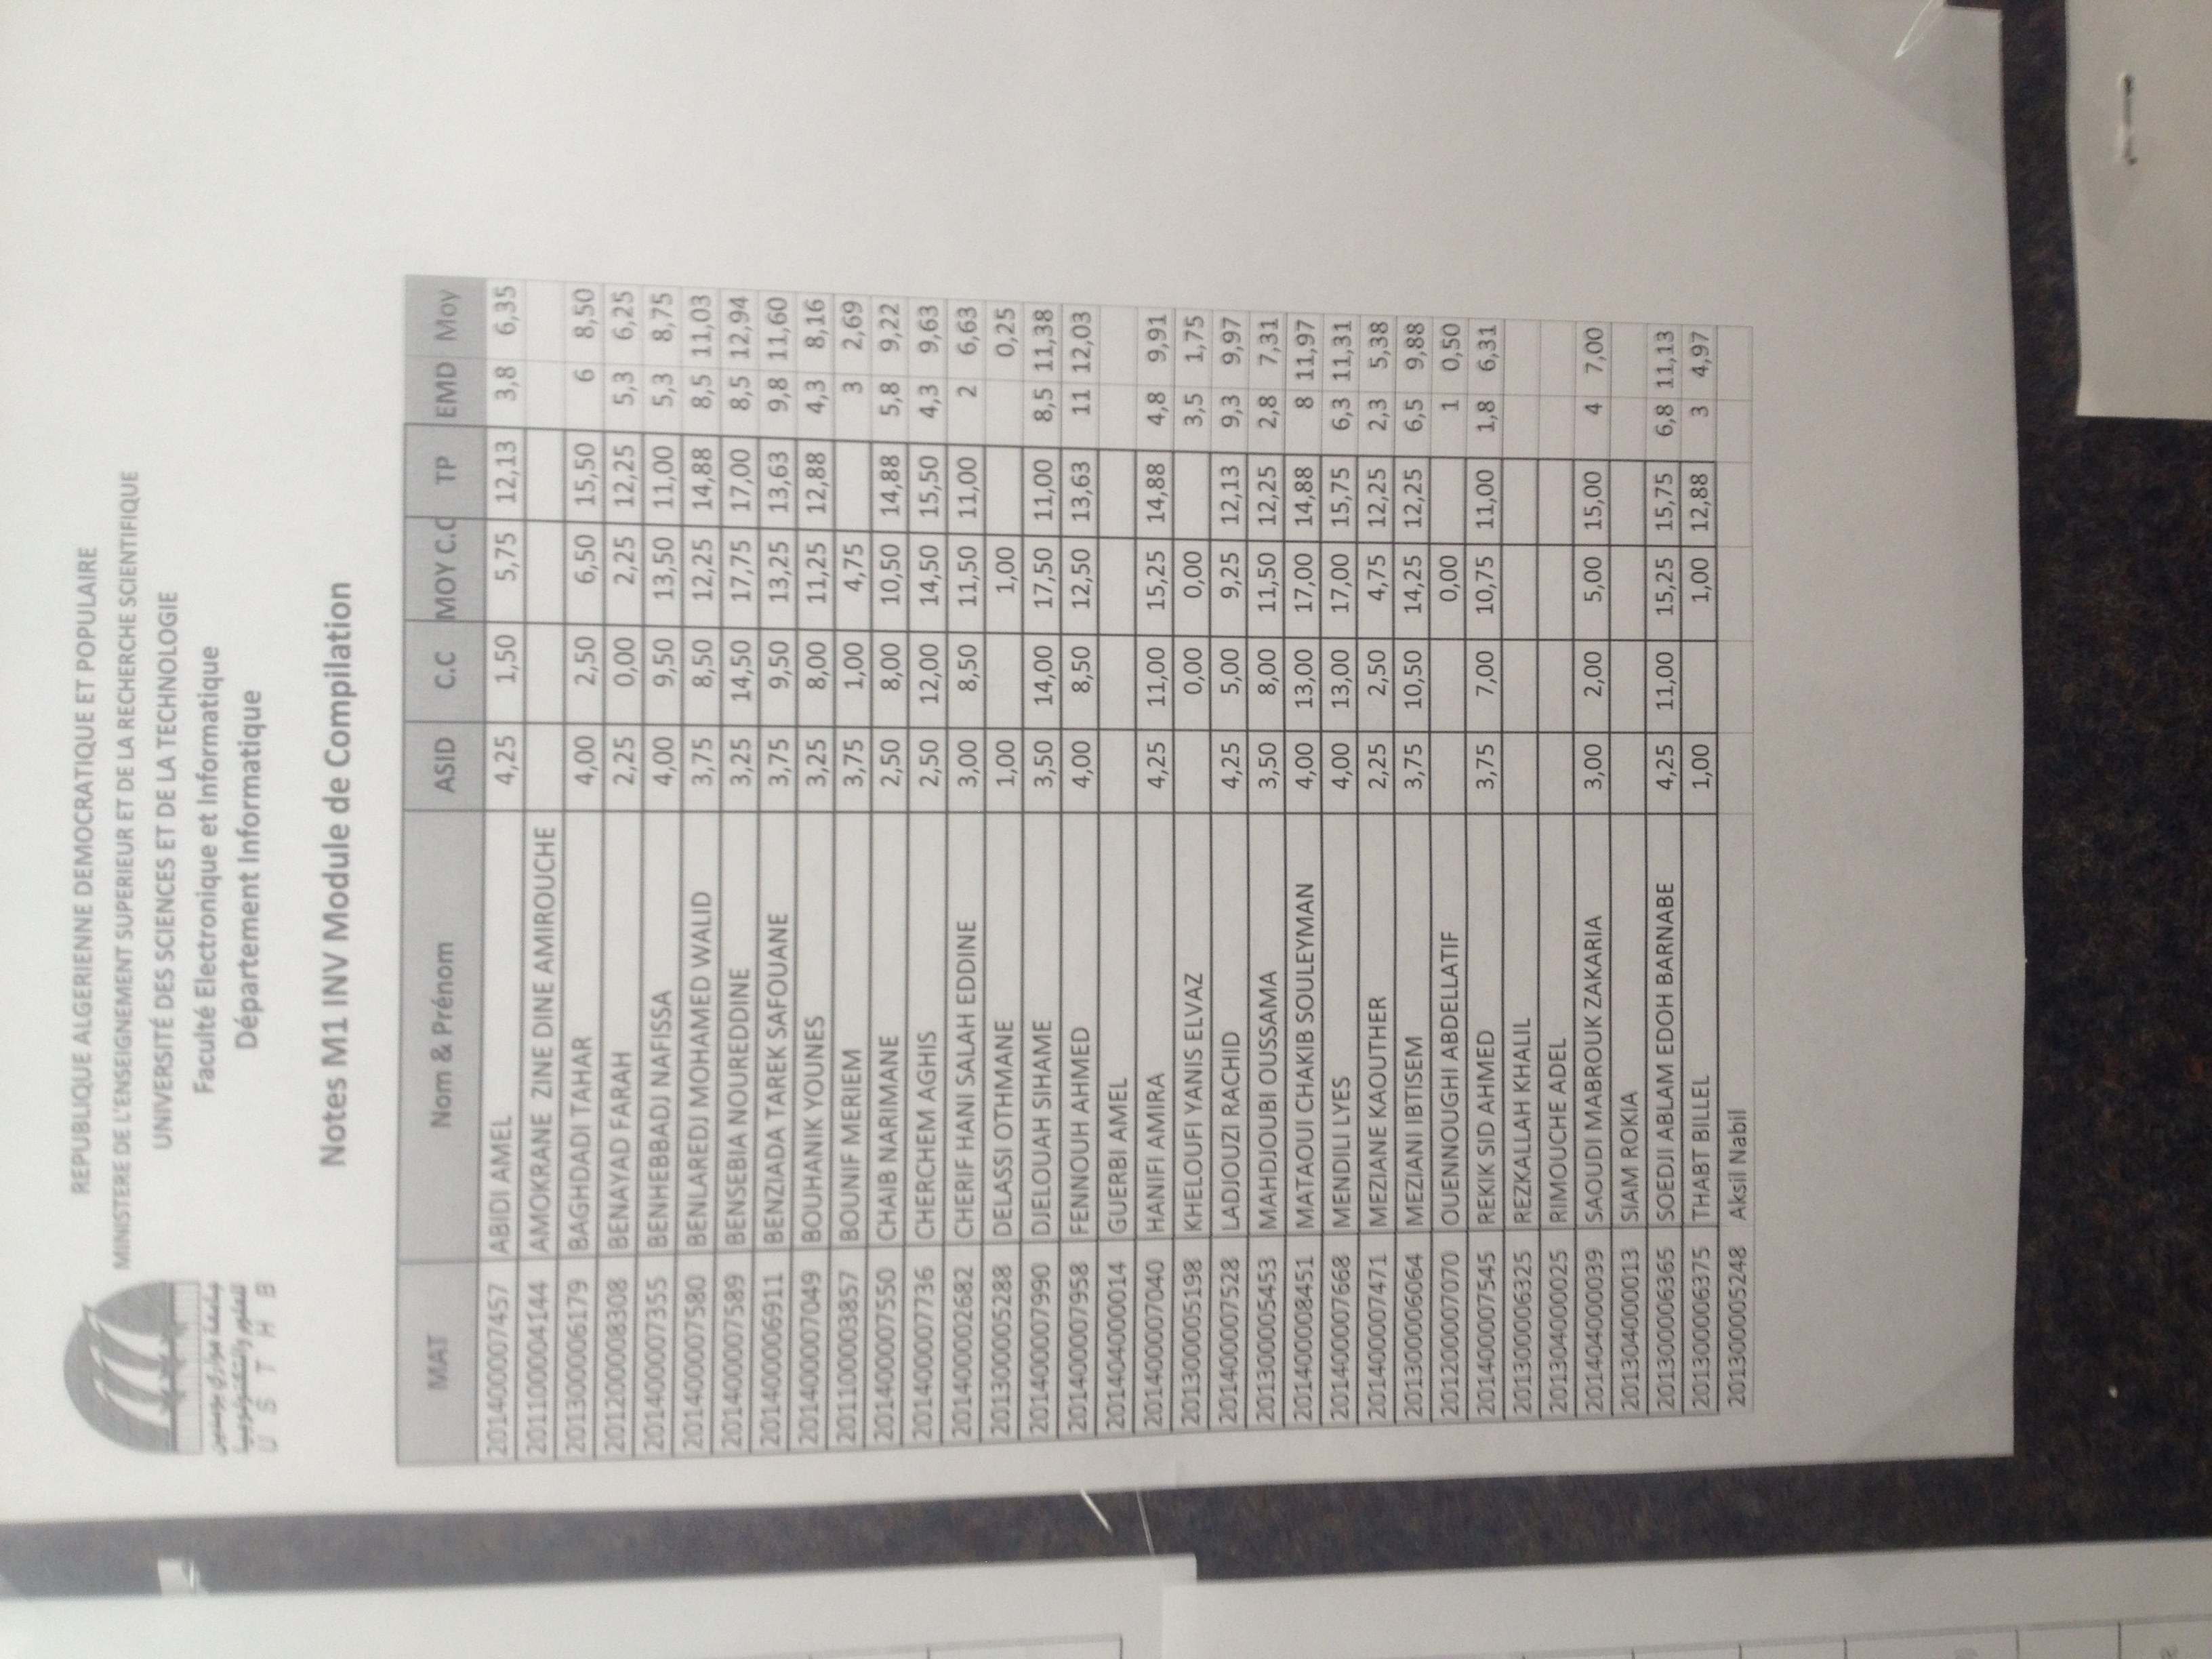 REPUBLIQUE ALGERIENNE DEMOCRATIQUE ET POPULAIRE
MINISTERE DE L'ENSEIGNEMENT SUPERIEUR ET DE LA RECHERCHE SCIENTIFIQUE
UNIVERSITÉ DES SCIENCES ET DE LA TECHNOLOGIE
Faculté Electronique et Informatique
Département Informatique
جامعة هواري بومدين
للعلوم والتكنولوجيا
U S T H B
Notes M1 INV Module de Compilation
MAT Nom & Prénom ASID C.C MOY C.C TP EMD Moy
201400007457 ABIDI AMEL 4,25 1,50 5,75 12,13 3,8 6,35
201100004144 AMOKRANE ZINE DINE AMIROUCHE
201300006179 BAGHDADI TAHAR 4,00 2,50 6,50 15,50 6 8,50
201200008308 BENAYAD FARAH 2,25 0,00 2,25 12,25 5,3 6,25
201400007355 BENHEBBADJ NAFISSA 4,00 9,50 13,50 11,00 5,3 8,75
201400007580 BENLAREDJ MOHAMED WALID 3,75 8,50 12,25 14,88 8,5 11,03
201400007589 BENSEBIA NOUREDDINE 3,25 14,50 17,75 17,00 8,5 12,94
201400006911 BENZIADA TAREK SAFOUANE 3,75 9,50 13,25 13,63 9,8 11,60
201400007049 BOUHANIK YOUNES 3,25 8,00 11,25 12,88 4,3 8,16
201100003857 BOUNIF MERIEM 3,75 1,00 4,75 3 2,69
201400007550 CHAIB NARIMANE 2,50 8,00 10,50 14,88 5,8 9,22
201400007736 CHERCHEM AGHIS 2,50 12,00 14,50 15,50 4,3 9,63
201400002682 CHERIF HANI SALAH EDDINE 3,00 8,50 11,50 11,00 2 6,63
201300005288 DELASSI OTHMANE 1,00 1,00 0,25
201400007990 DJELOUAH SIHAME 3,50 14,00 17,50 11,00 8,5 11,38
201400007958 FENNOUH AHMED 4,00 8,50 12,50 13,63 11 12,03
201404000014 GUERBI AMEL
201400007040 HANIFI AMIRA 4,25 11,00 15,25 14,88 4,8 9,91
201300005198 KHELOUFI YANIS ELVAZ 0,00 0,00 3,5 1,75
201400007528 LADJOUZI RACHID 4,25 5,00 9,25 12,13 9,3 9,97
201300005453 MAHDJOUBI OUSSAMA 3,50 8,00 11,50 12,25 2,8 7,31
201400008451 MATAOUI CHAKIB SOULEYMAN 4,00 13,00 17,00 14,88 8 11,97
201400007668 MENDILI LYES 4,00 13,00 17,00 15,75 6,3 11,31
201400007471 MEZIANE KAOUTHER 2,25 2,50 4,75 12,25 2,3 5,38
201300006064 MEZIANI IBTISEM 3,75 10,50 14,25 12,25 6,5 9,88
201200007070 OUENNOUGHI ABDELLATIF 0,00 1 0,50
201400007545 REKIK SID AHMED 3,75 7,00 10,75 11,00 1,8 6,31
201300006325 REZKALLAH KHALIL
201304000025 RIMOUCHE ADEL
201404000039 SAOUDI MABROUK ZAKARIA 3,00 2,00 5,00 15,00 4 7,00
201304000013 SIAM ROKIA
201300006365 SOEDJI ABLAM EDOH BARNABE 4,25 11,00 15,25 15,75 6,8 11,13
201300006375 THABT BILLEL 1,00 1,00 12,88 3 4,97
201300005248 Aksil Nabil